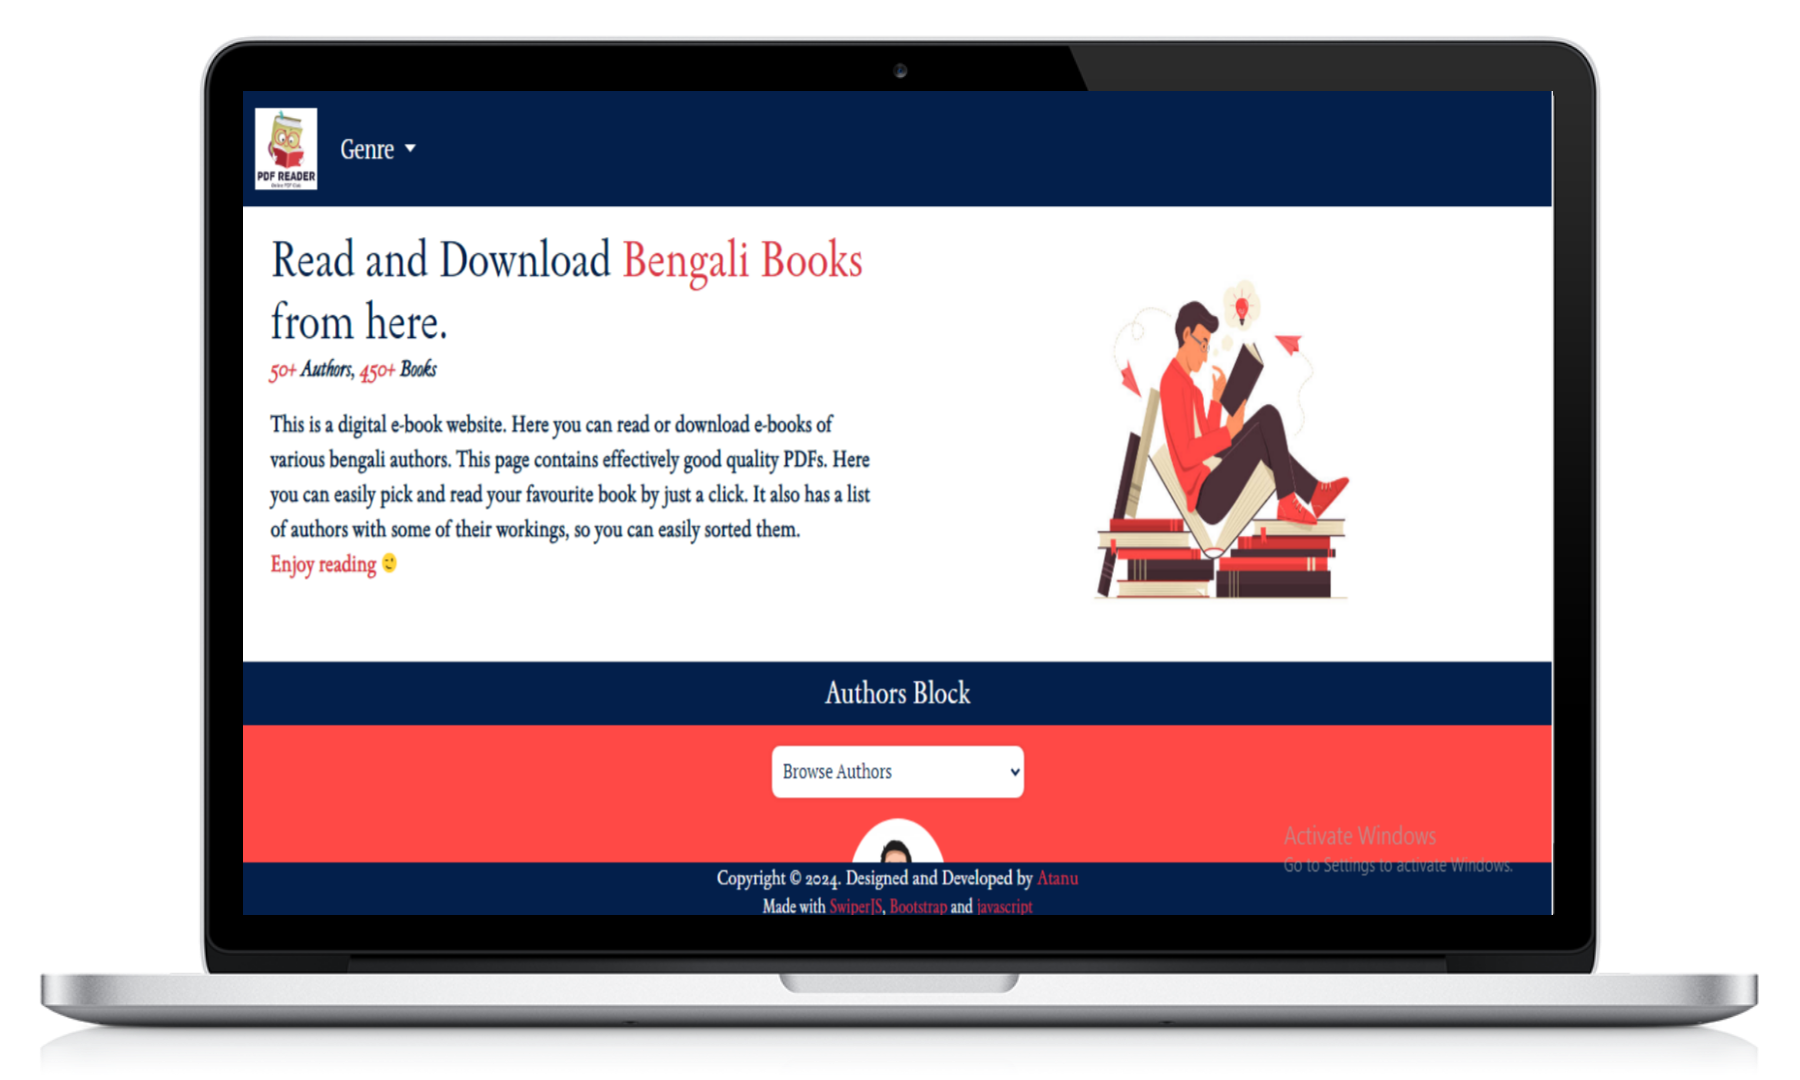 PDF READER
Genre
Read and Download Bengali Books
from here.
50+ Authors, 450+ Books
This is a digital e-book website. Here you can read or download e-books of
various bengali authors. This page contains effectively good quality PDFs. Here
you can easily pick and read your favourite book by just a click. It also has a list
of authors with some of their workings, so you can easily sorted them.
Enjoy reading 😉
Authors Block
Browse Authors
Activate Windows
Go to Settings to activate Windows.
Copyright © 2024. Designed and Developed by Atanu
Made with SwiperJS, Bootstrap and javascript